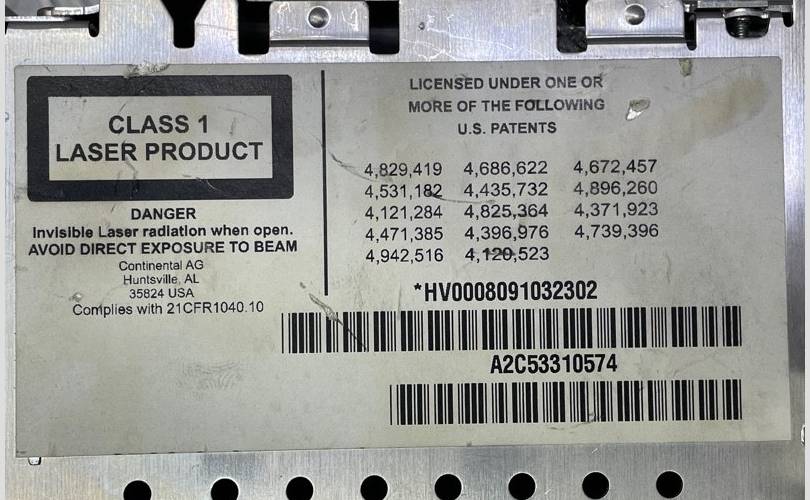 CLASS 1
LASER PRODUCT
DANGER
Invisible Laser radiation when open.
AVOID DIRECT EXPOSURE TO BEAM
Continental AG
Huntsville, AL
35824 USA
Complies with 21CFR1040.10
LICENSED UNDER ONE OR
MORE OF THE FOLLOWING
U.S. PATENTS
4,829,419 4,686,622 4,672,457
4,531,182 4,435,732 4,896,260
4,121,284 4,825,364 4,371,923
4,471,385 4,396,976 4,739,396
4,942,516 4,120,523
*HV0008091032302
A2C53310574